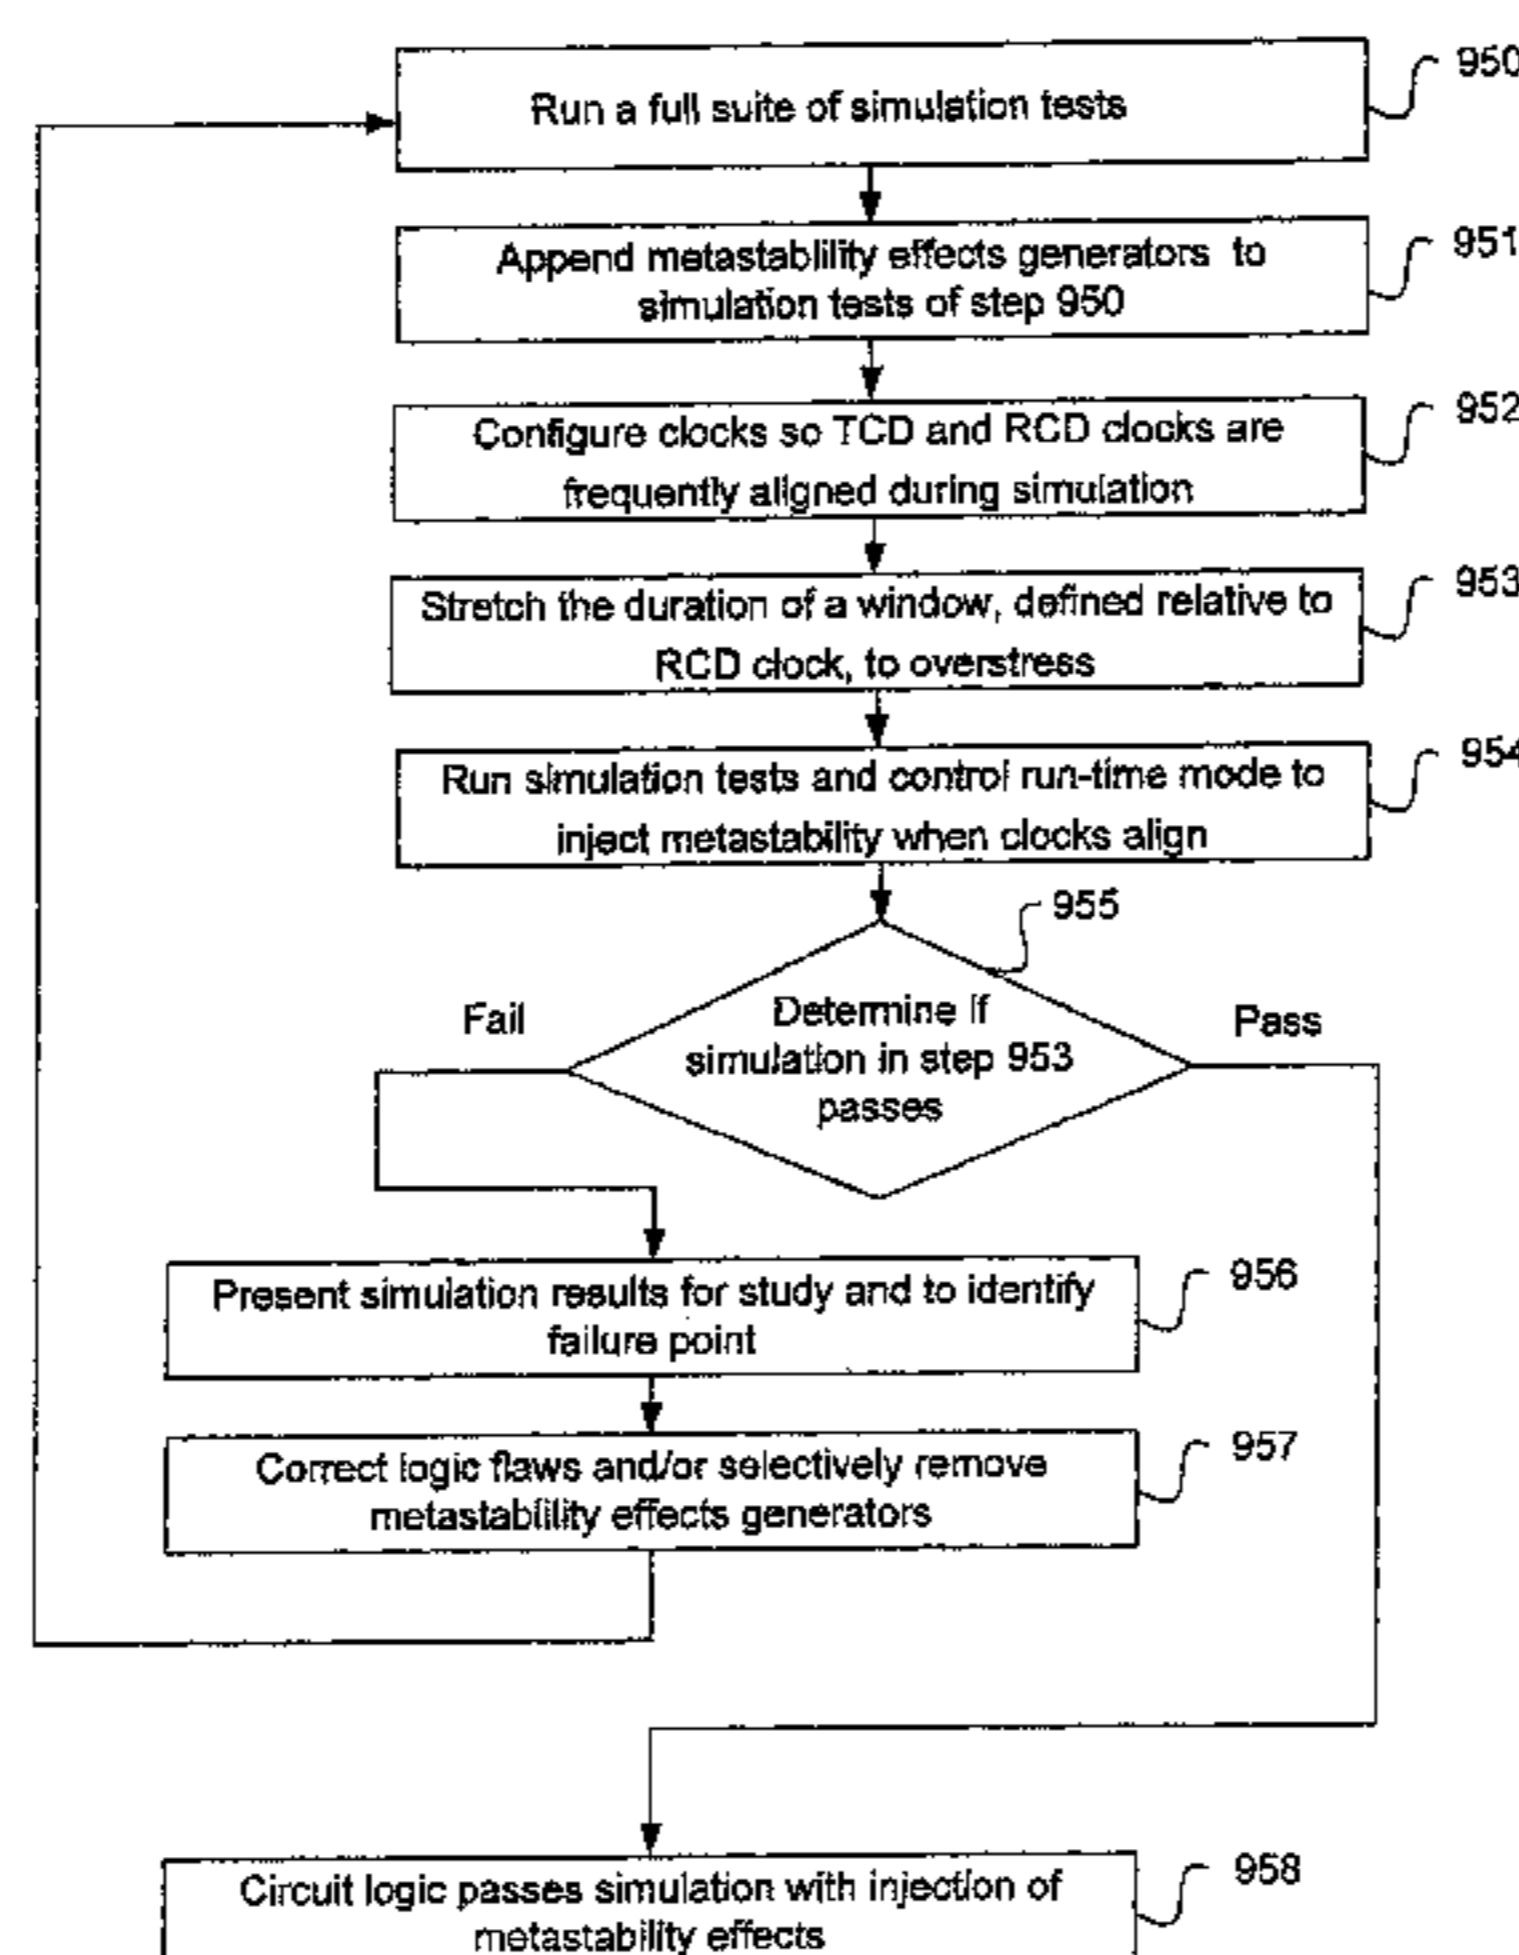 950
Run a full suite of simulation tests
951
Append metastablility effects generators to
simulation tests of step 950
952
Configure clocks so TCD and RCD clocks are
frequently aligned during simulation
953
Stretch the duration of a window, defined relative to
RCD clock, to overstress
954
Run simulation tests and control run-time mode to
inject metastability when clocks align
955
Fail
Determine if
simulation in step 953
passes
Pass
956
Present simulation results for study and to identify
failure point
957
Correct logic flaws and/or selectively remove
metastablility effects generators
958
Circuit logic passes simulation with injection of
metastability effects